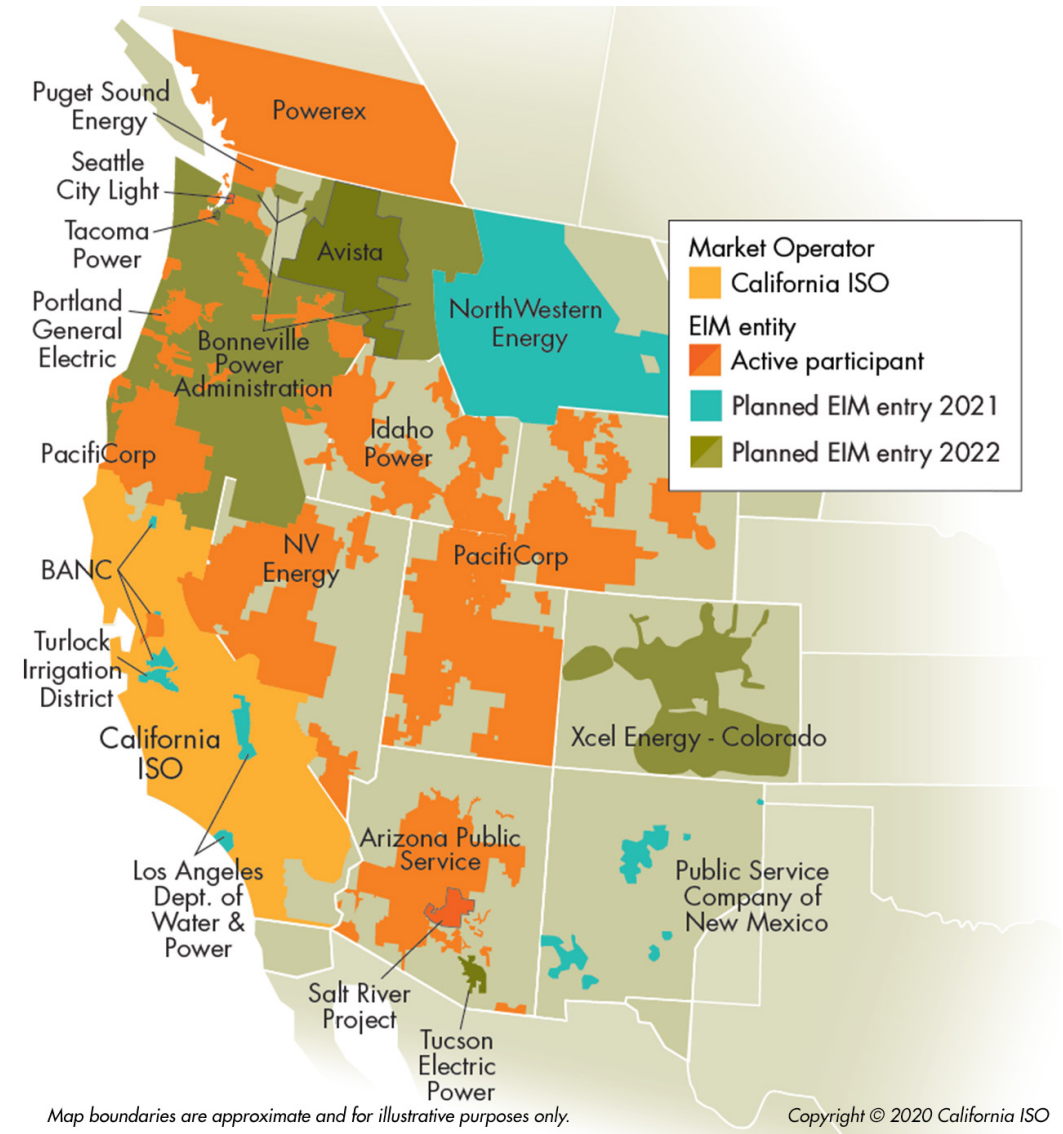 Puget Sound
Energy
Powerex
Seattle
City Light
Tacoma
Power
Avista
Portland
General
Electric
Bonneville
Power
Administration
NorthWestern
Energy
Market Operator
California ISO
EIM entity
Active participant
Planned EIM entry 2021
Planned EIM entry 2022
PacifiCorp
Idaho
Power
BANC
NV
Energy
PacifiCorp
Turlock
Irrigation
District
California
ISO
Xcel Energy - Colorado
Los Angeles
Dept. of
Water &
Power
Arizona Public
Service
Public Service
Company of
New Mexico
Salt River
Project
Tucson
Electric
Power
Map boundaries are approximate and for illustrative purposes only.
Copyright © 2020 California ISO